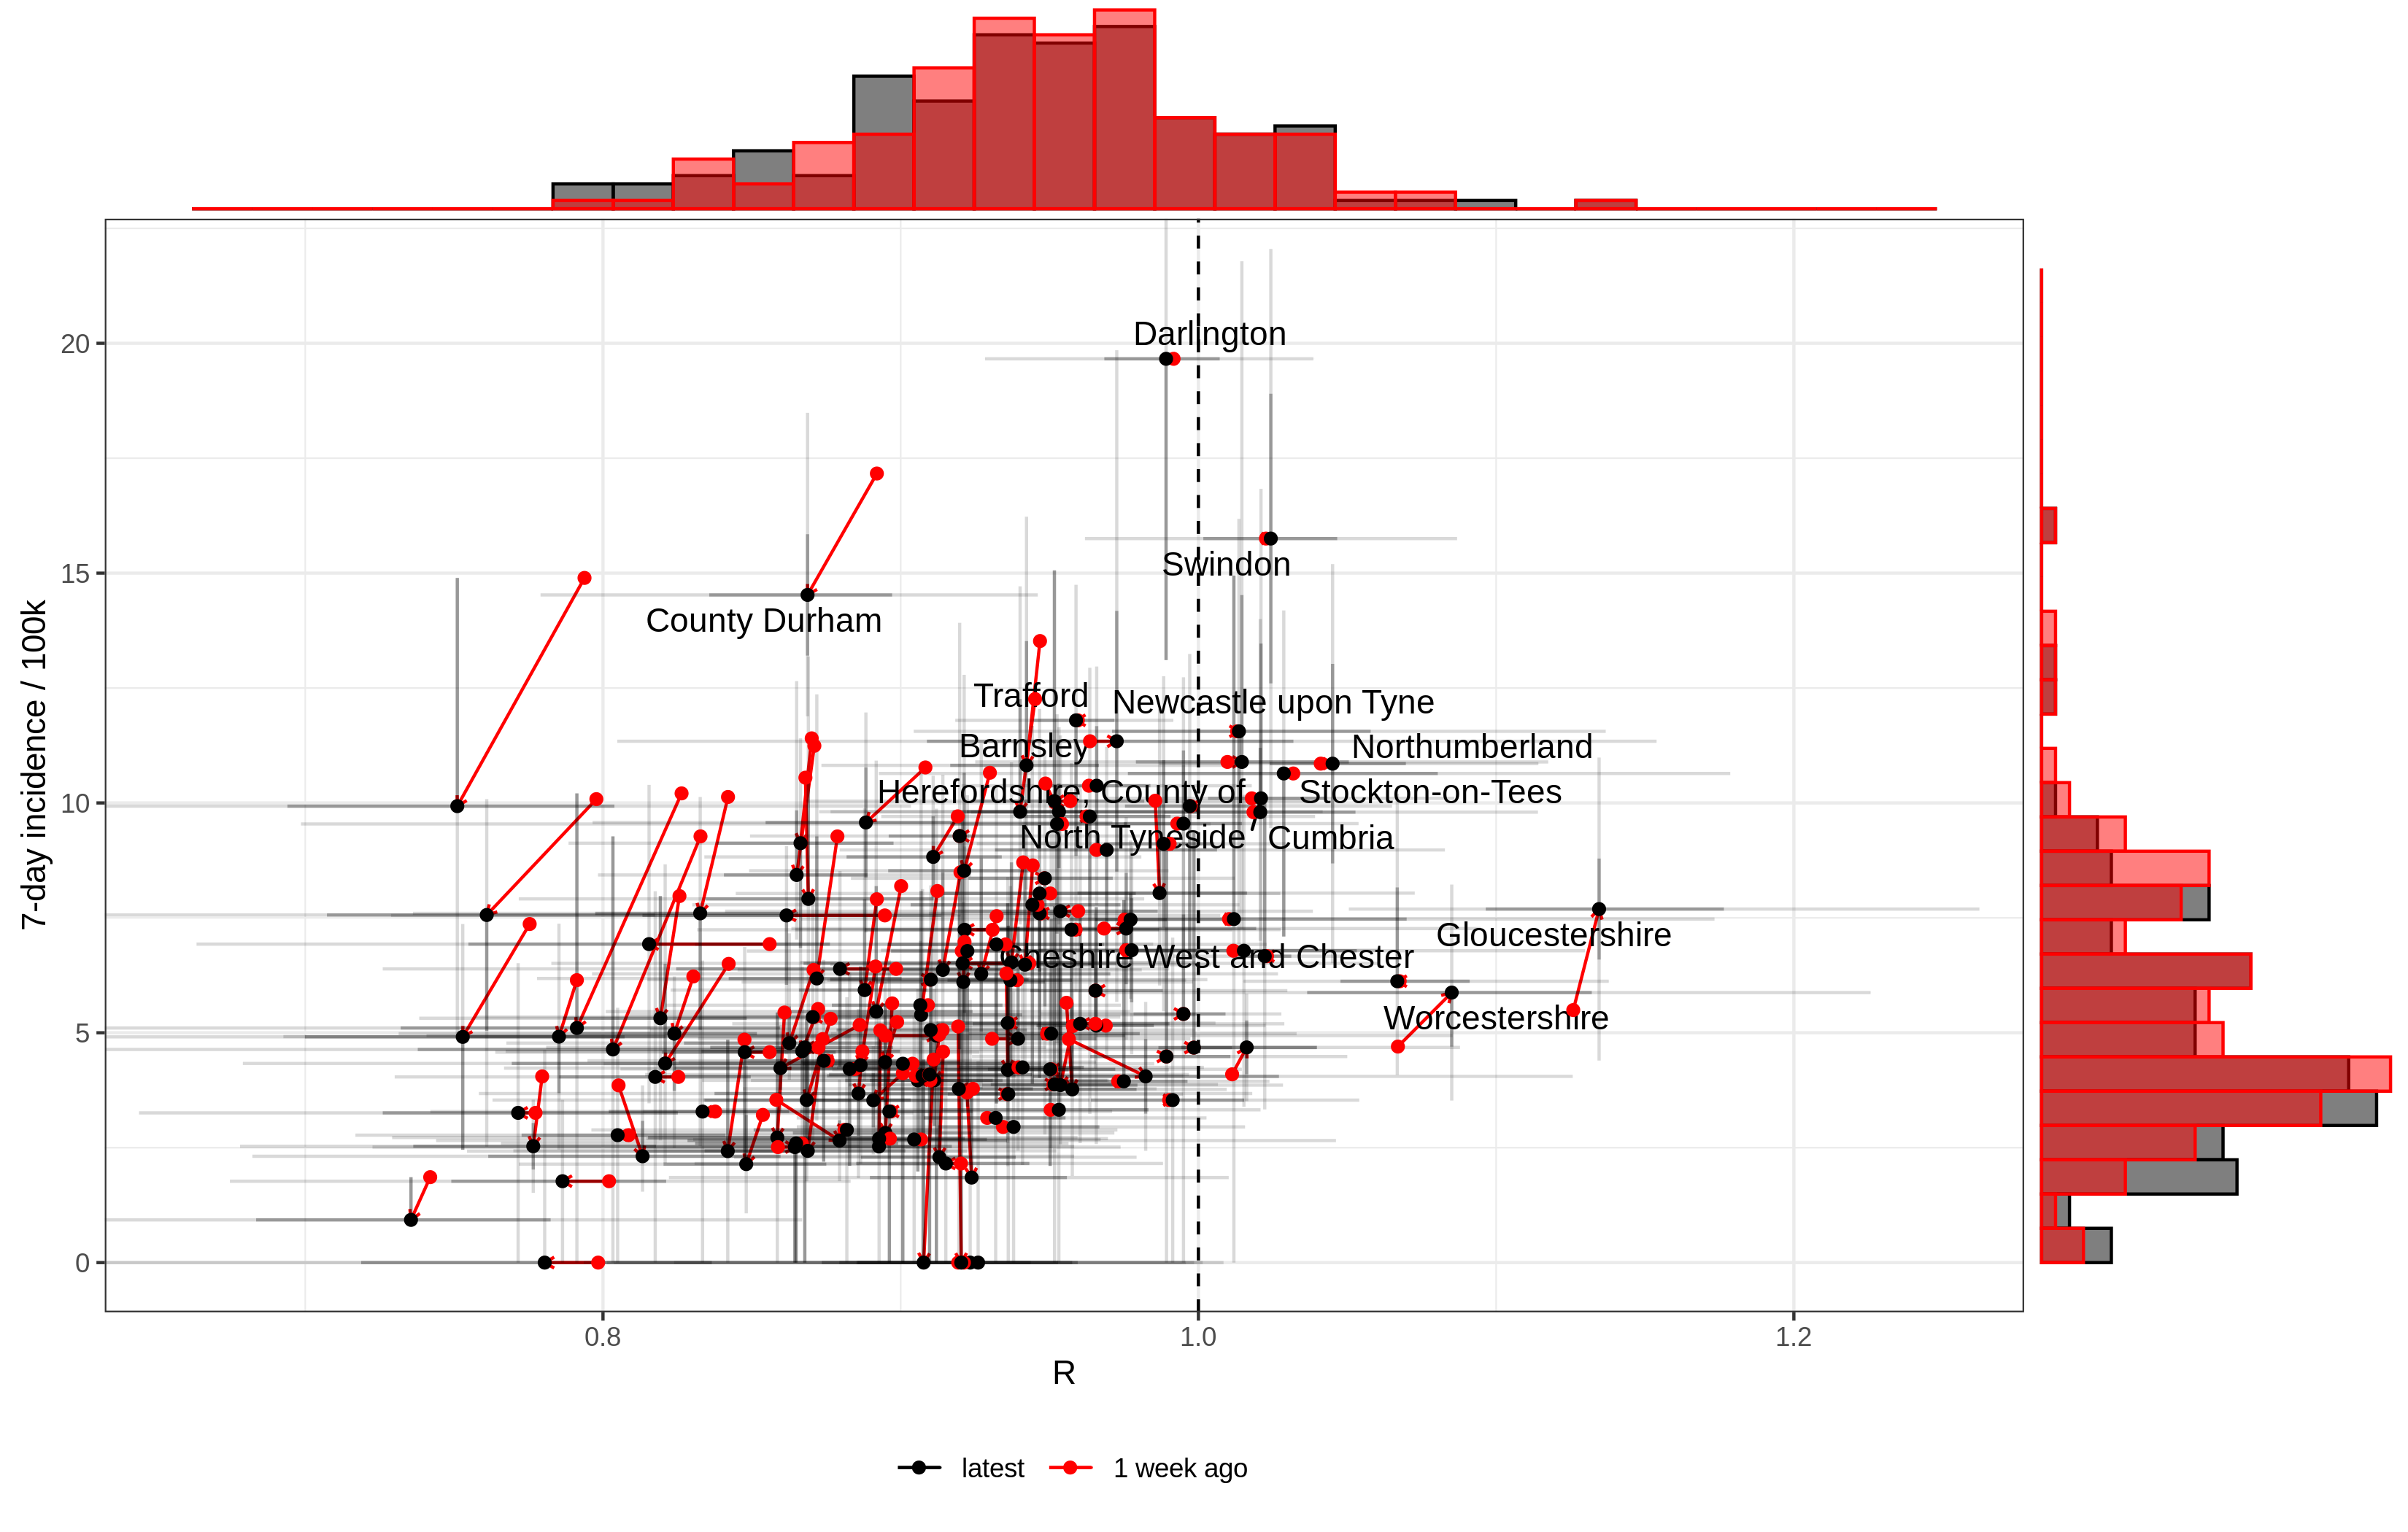 Darlington
Swindon
County Durham
Trafford
Newcastle upon Tyne
Barnsley
Northumberland
Herefordshire, County of
Stockton-on-Tees
North Tyneside
Cumbria
Gloucestershire
Cheshire West and Chester
Worcestershire
20
15
10
5
0
7-day incidence / 100k
0.8
1.0
1.2
R
latest
1 week ago